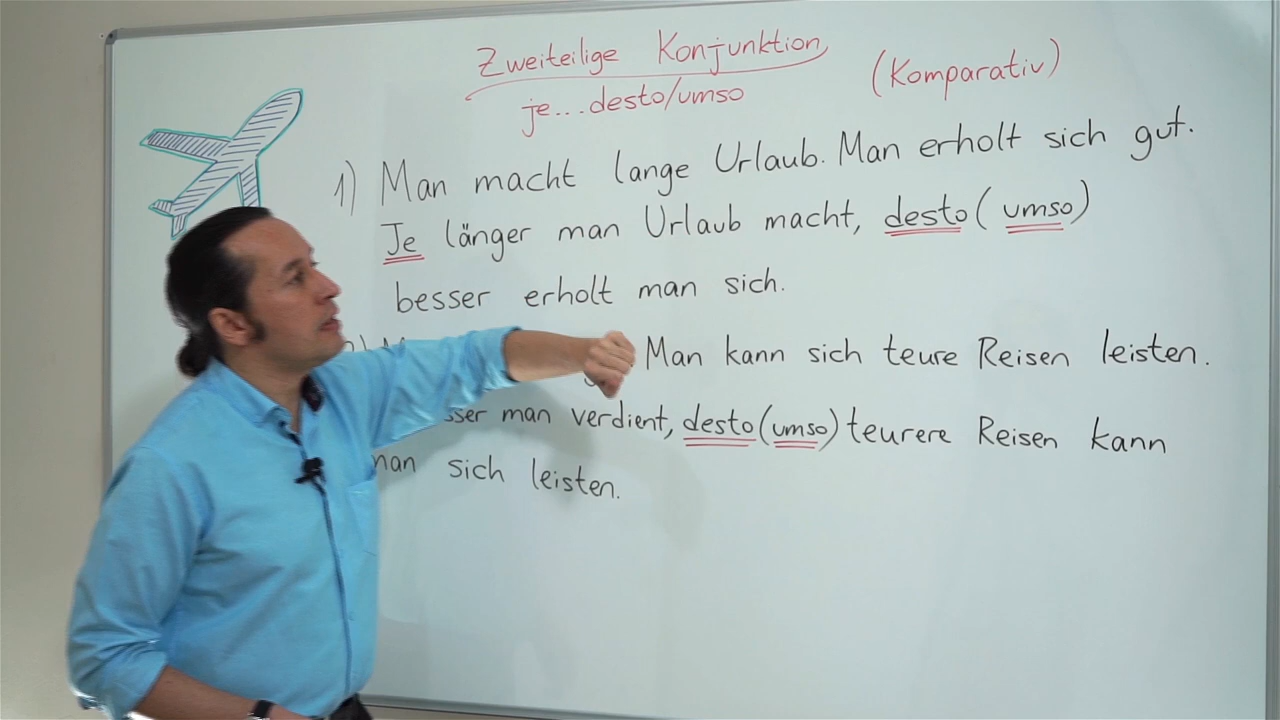 Zweiteilige Konjunktion (Komparativ)
je...desto/umso
1) Man macht lange Urlaub. Man erholt sich gut.
Je länger man Urlaub macht, desto (umso)
besser erholt man sich.
Man kann sich teure Reisen leisten.
man verdient, desto (umso) teurere Reisen kann
man sich leisten.